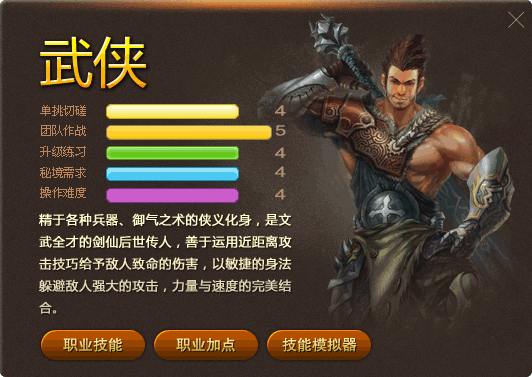 武侠
单挑切磋 4
团队作战 5
升级练习 4
秘境需求 4
操作难度 4
精于各种兵器、御气之术的侠义化身，是文
武全才的剑仙后世传人，善于运用近距离攻
击技巧给予敌人致命的伤害，以敏捷的身法
躲避敌人强大的攻击，力量与速度的完美结
合。
职业技能 职业加点 技能模拟器